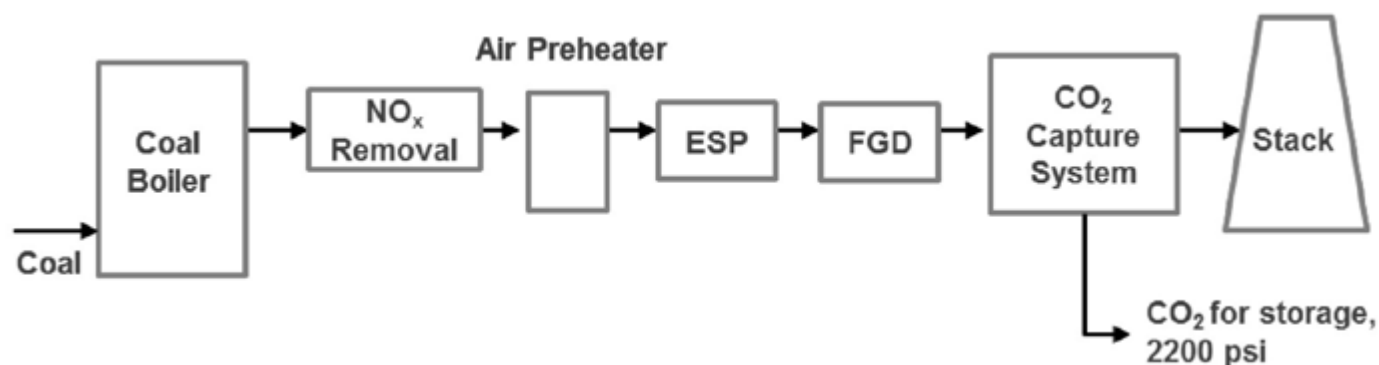 Air Preheater
Coal
Boiler
Coal
NOₓ
Removal
ESP
FGD
CO₂
Capture
System
Stack
CO₂ for storage,
2200 psi